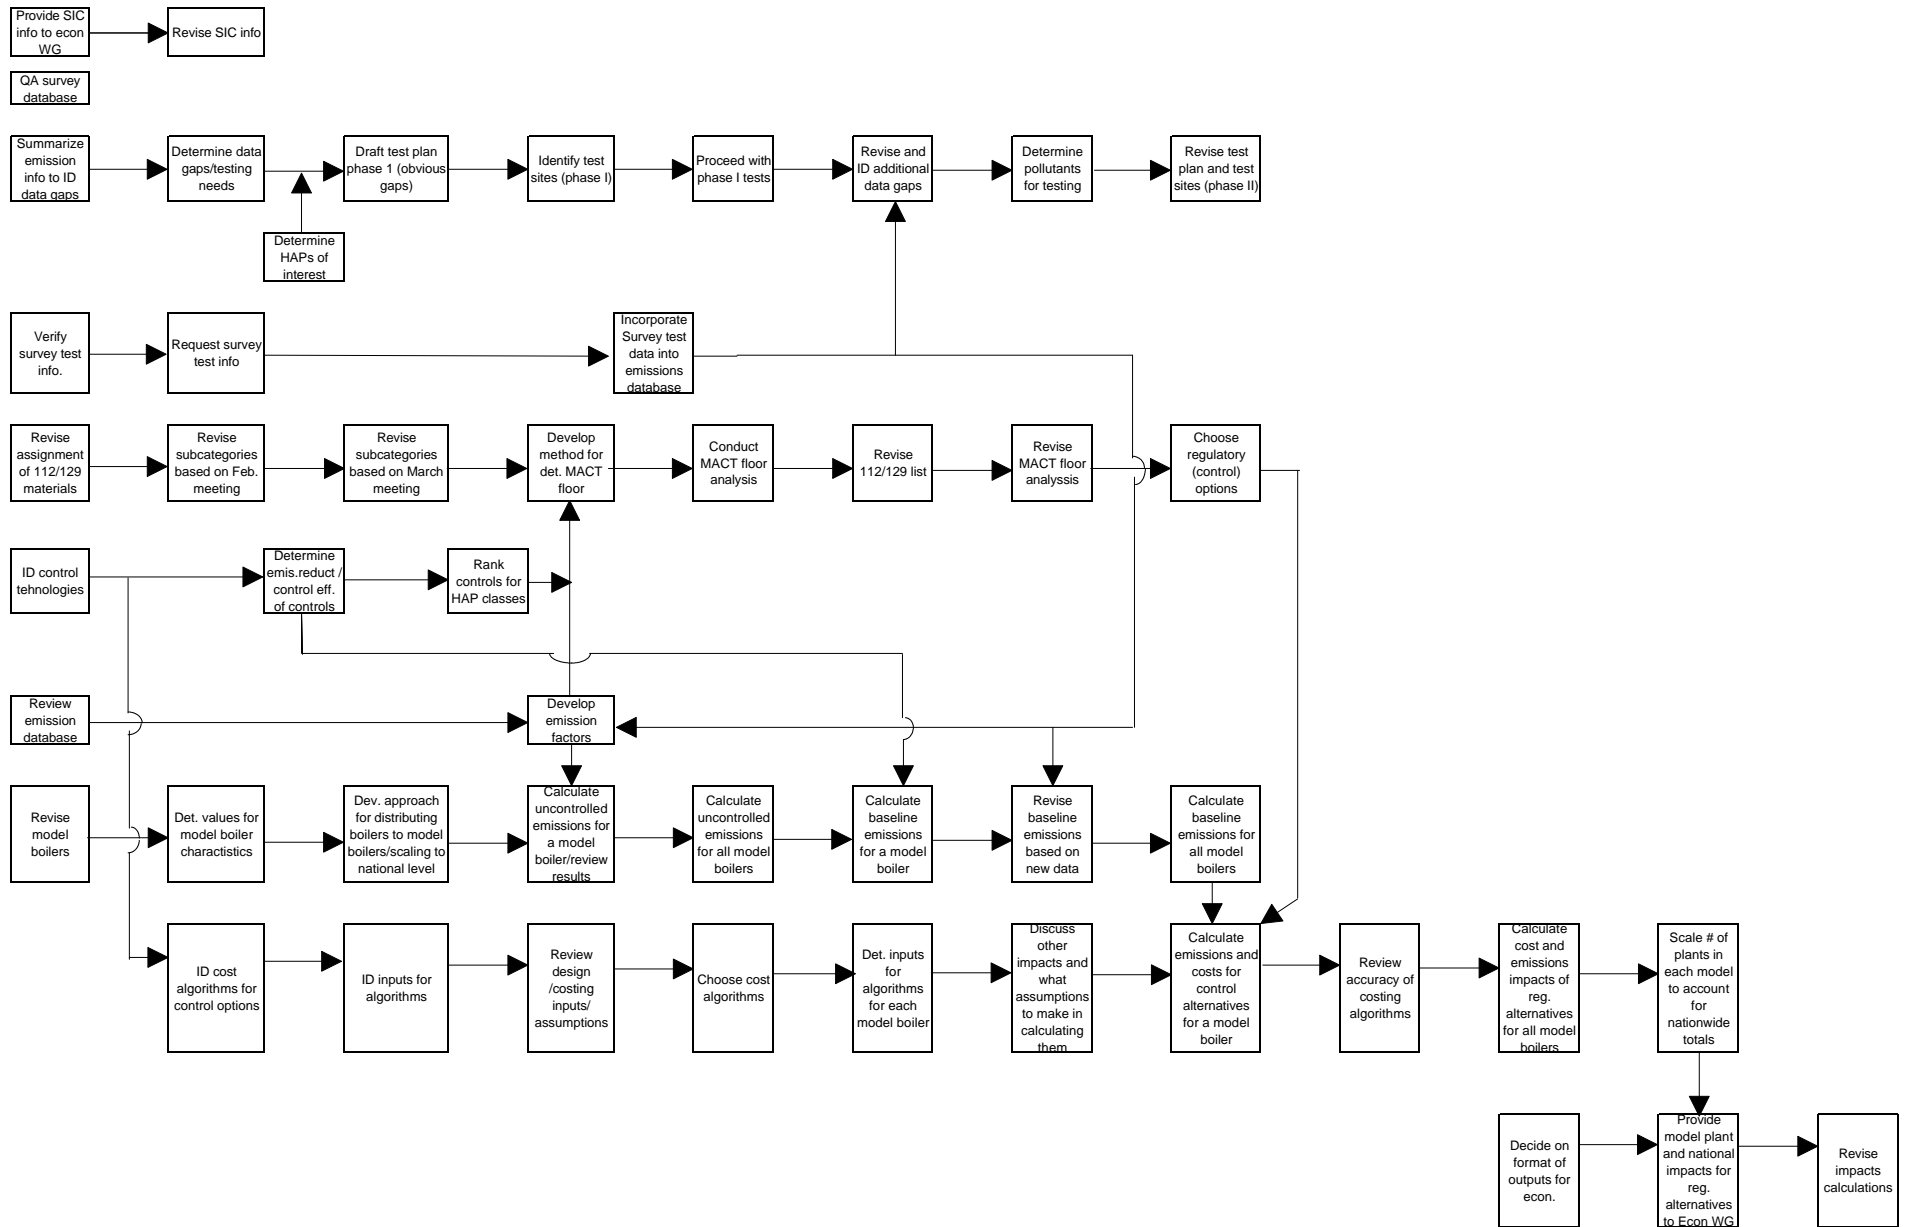 Provide SIC
info to econ
WG
Revise SIC info
QA survey
database
Summarize
emission
info to ID
data gaps
Determine data
gaps/testing
needs
Draft test plan
phase 1 (obvious
gaps)
Identify test
sites (phase I)
Proceed with
phase I tests
Revise and
ID additional
data gaps
Determine
pollutants
for testing
Revise test
plan and test
sites (phase II)
Determine
HAPs of
interest
Verify
survey test
info.
Request survey
test info
Incorporate
Survey test
data into
emissions
database
Revise
assignment
of 112/129
materials
Revise
subcategories
based on Feb.
meeting
Revise
subcategories
based on March
meeting
Develop
method for
det. MACT
floor
Conduct
MACT floor
analysis
Revise
112/129 list
Revise
MACT floor
analyssis
Choose
regulatory
(control)
options
ID control
tehnologies
Determine
emis.reduct /
control eff.
of controls
Rank
controls for
HAP classes
Review
emission
database
Develop
emission
factors
Revise
model
boilers
Det. values for
model boiler
charactistics
Dev. approach
for distributing
boilers to model
boilers/scaling to
national level
Calculate
uncontrolled
emissions for
a model
boiler/review
results
Calculate
uncontrolled
emissions
for all model
boilers
Calculate
baseline
emissions
for a model
boiler
Revise
baseline
emissions
based on
new data
Calculate
baseline
emissions for
all model
boilers
ID cost
algorithms for
control options
ID inputs for
algorithms
Review
design
/costing
inputs/
assumptions
Choose cost
algorithms
Det. inputs
for
algorithms
for each
model boiler
Discuss
other
impacts and
what
assumptions
to make in
calculating
them
Calculate
emissions and
costs for
control
alternatives
for a model
boiler
Review
accuracy of
costing
algorithms
Calculate
cost and
emissions
impacts of
reg.
alternatives
for all model
boilers
Scale # of
plants in
each model
to account
for
nationwide
totals
Decide on
format of
outputs for
econ.
Provide
model plant
and national
impacts for
reg.
alternatives
to Econ WG
Revise
impacts
calculations